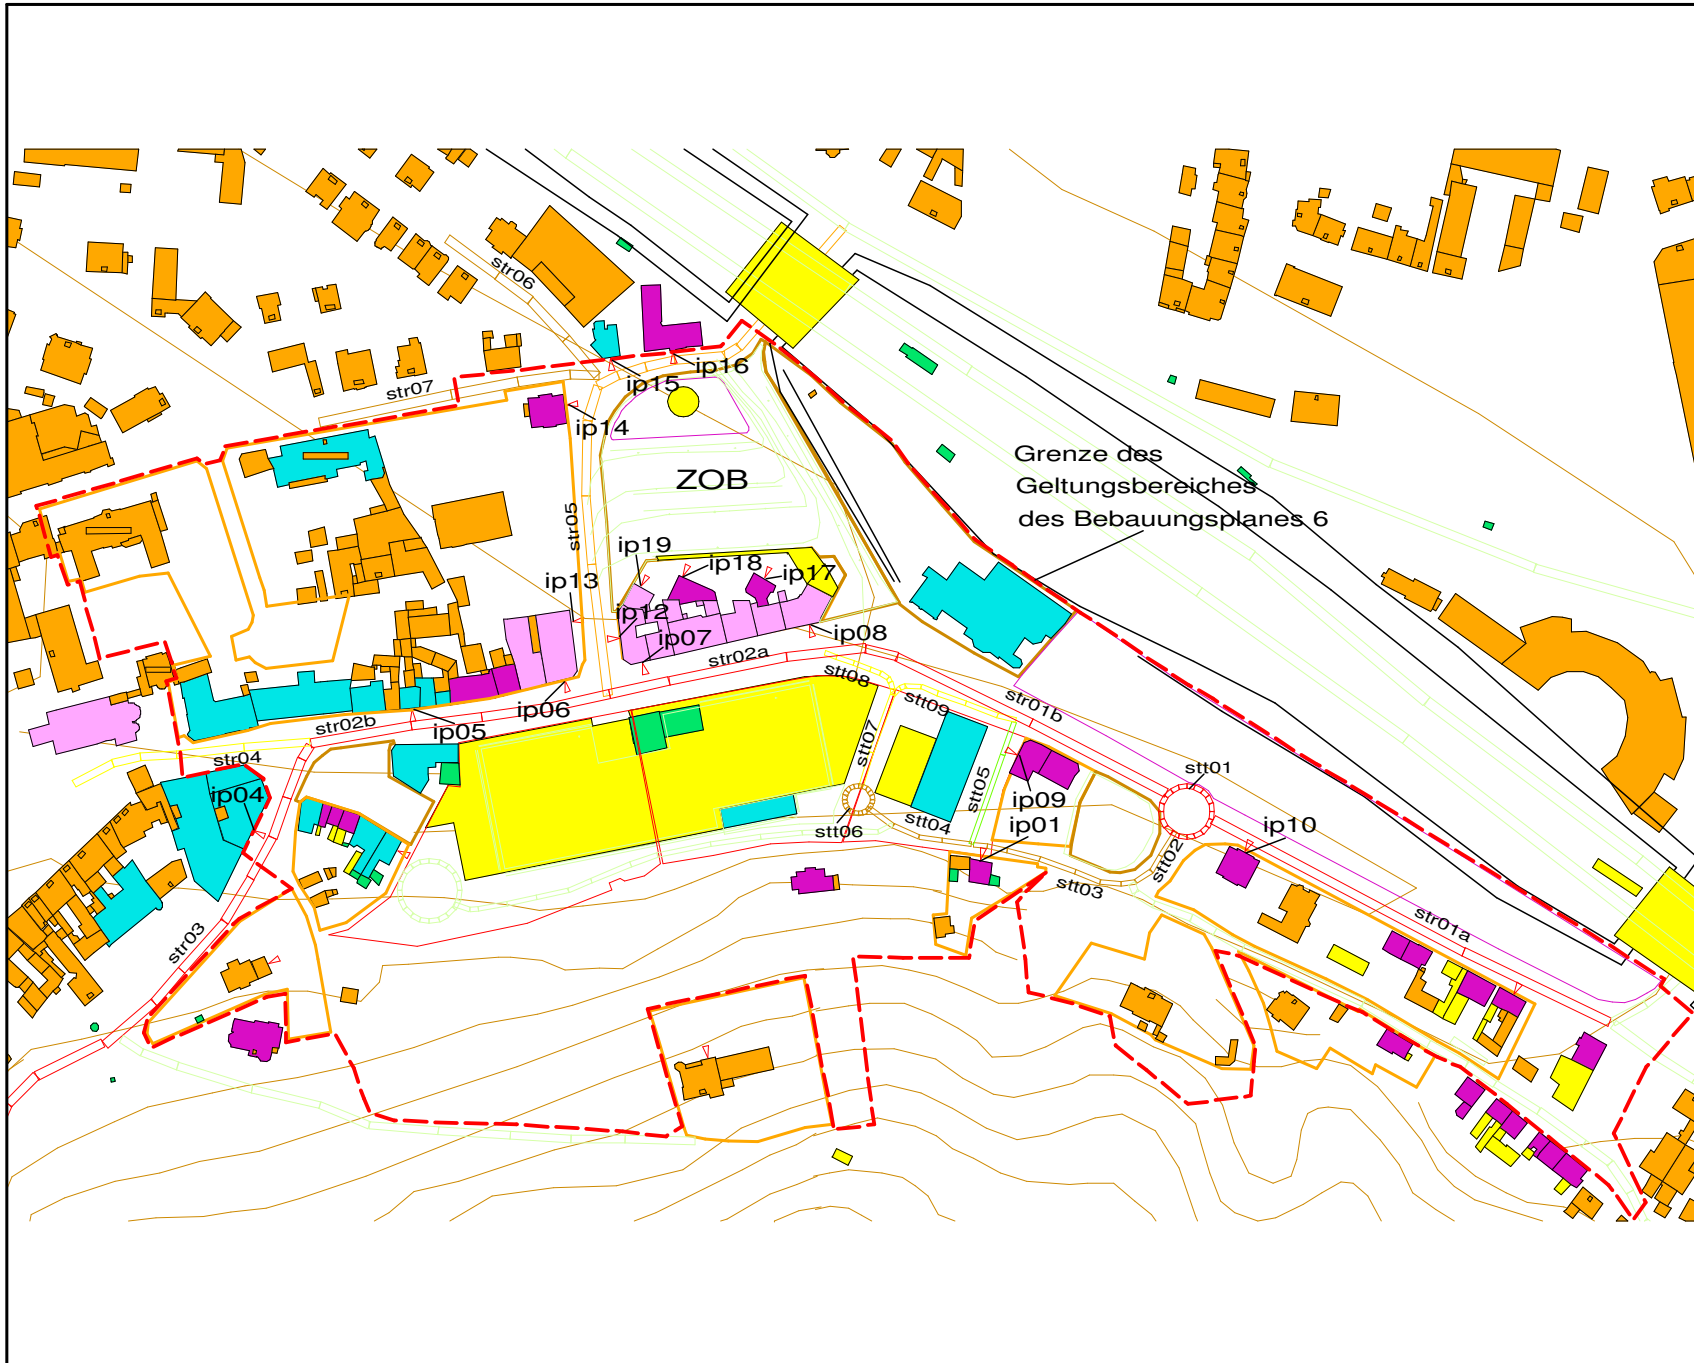 str06
ip16
ip15
str07
ip14
Grenze des
Geltungsbereiches
des Bebauungsplanes 6
ZOB
str05
ip19
ip18
ip17
ip13
ip12
ip07
ip08
str02a
stt08
stt09
str01b
ip06
str02b
ip05
str04
stt07
stt01
stt05
ip04
ip09
stt06
stt04
ip01
ip10
stt02
stt03
str01a
str03